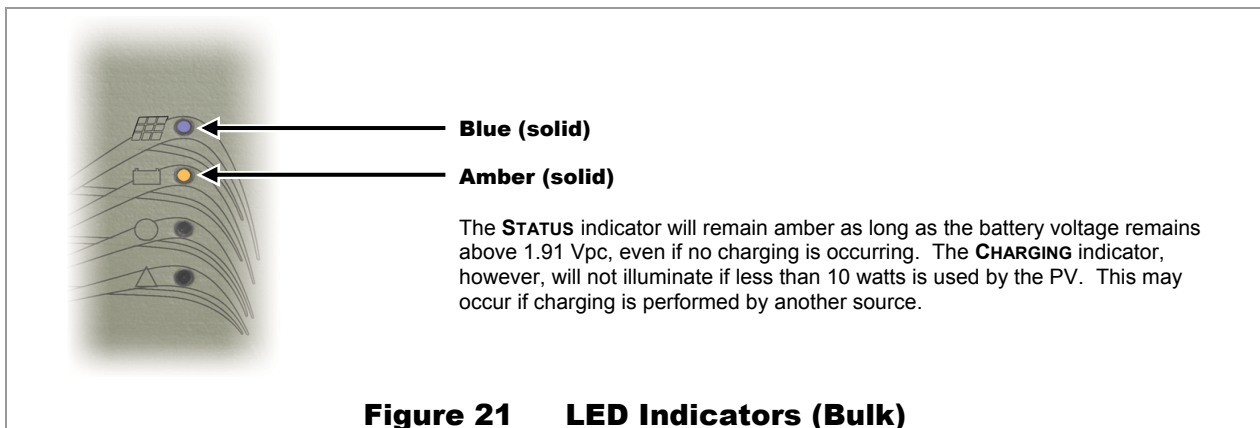 Blue (solid)
Amber (solid)
The STATUS indicator will remain amber as long as the battery voltage remains
above 1.91 Vpc, even if no charging is occurring. The CHARGING indicator,
however, will not illuminate if less than 10 watts is used by the PV. This may
occur if charging is performed by another source.
Figure 21 LED Indicators (Bulk)